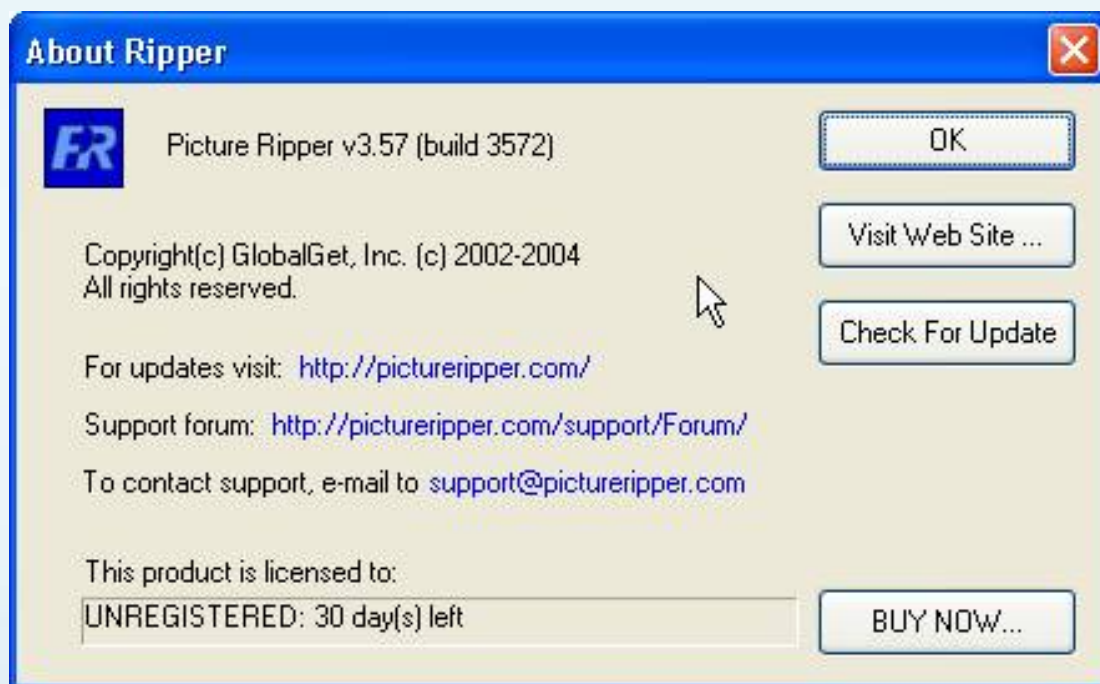 About Ripper
PR
Picture Ripper v3.57 (build 3572)
OK
Copyright(c) GlobalGet, Inc. (c) 2002-2004
All rights reserved.
Visit Web Site ...
Check For Update
For updates visit: http://pictureripper.com/
Support forum: http://pictureripper.com/support/Forum/
To contact support, e-mail to support@pictureripper.com
This product is licensed to:
UNREGISTERED: 30 day(s) left
BUY NOW...